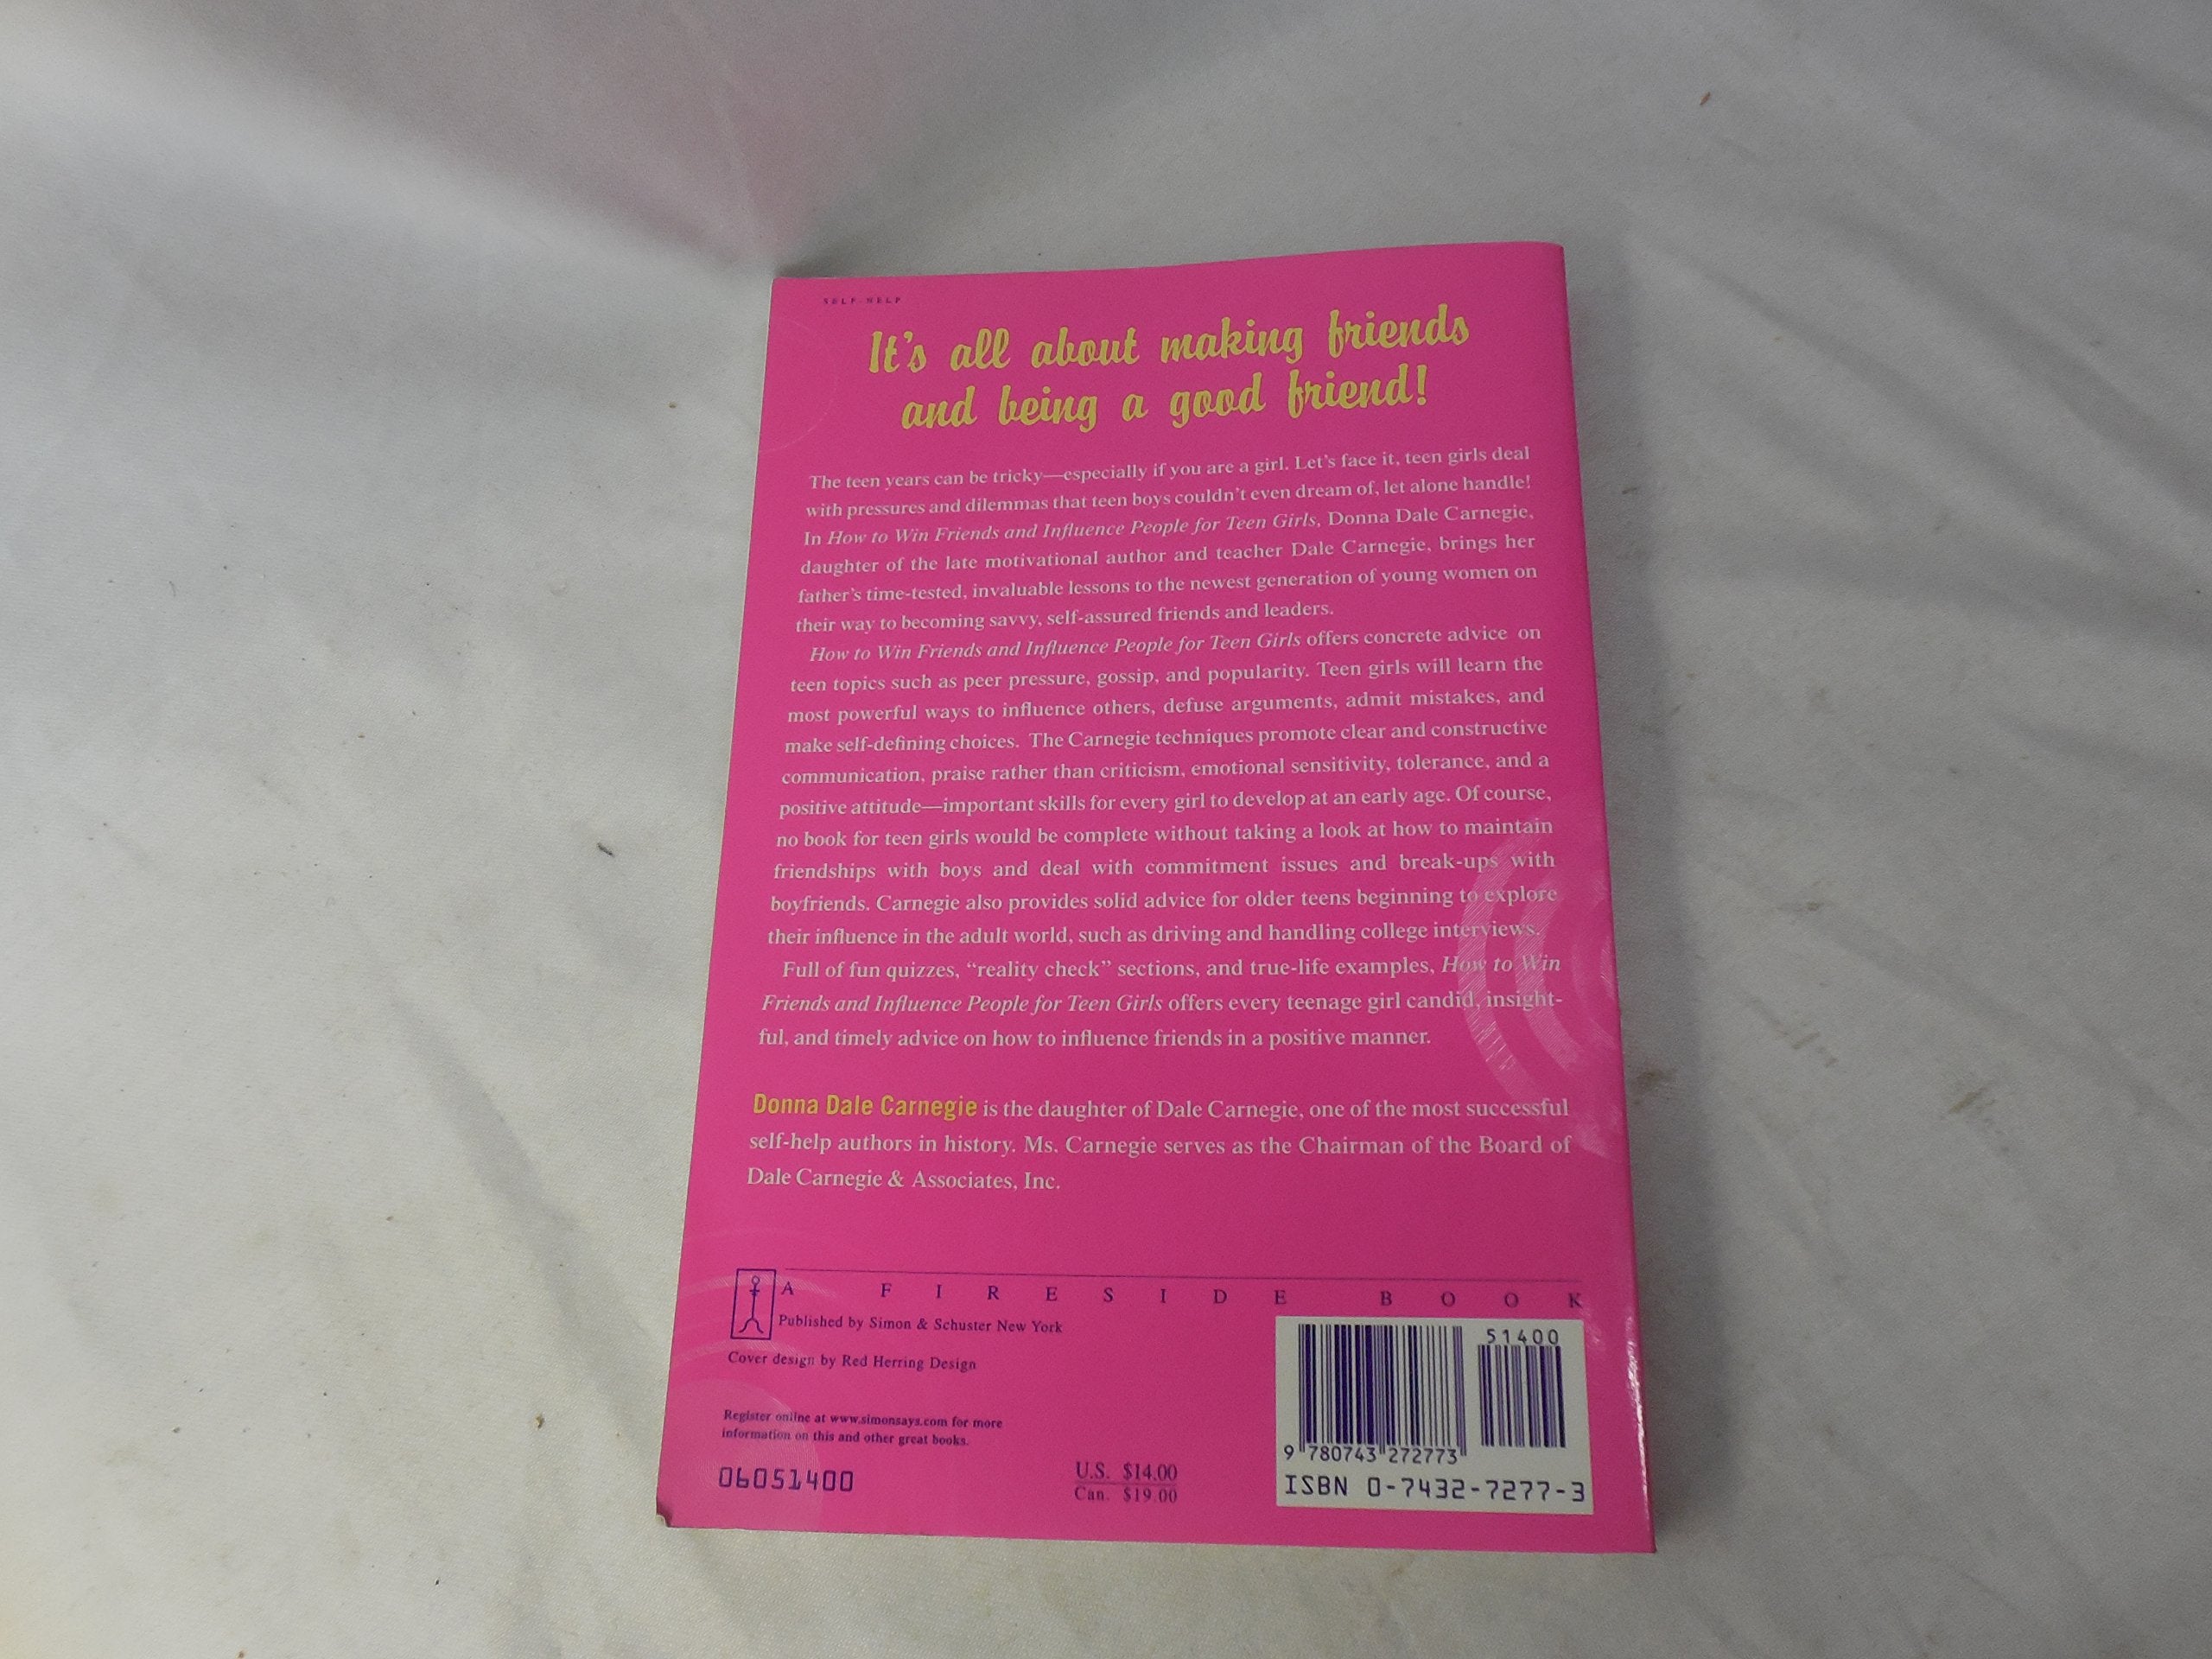 SELF-HELP
It's all about making friends
and being a good friend!
The teen years can be tricky—especially if you are a girl. Let's face it, teen girls deal
with pressures and dilemmas that teen boys couldn't even dream of, let alone handle!
In How to Win Friends and Influence People for Teen Girls, Donna Dale Carnegie,
daughter of the late motivational author and teacher Dale Carnegie, brings her
father's time-tested, invaluable lessons to the newest generation of young women on
their way to becoming savvy, self-assured friends and leaders.
How to Win Friends and Influence People for Teen Girls offers concrete advice on
teen topics such as peer pressure, gossip, and popularity. Teen girls will learn the
most powerful ways to influence others, defuse arguments, admit mistakes, and
make self-defining choices. The Carnegie techniques promote clear and constructive
communication, praise rather than criticism, emotional sensitivity, tolerance, and a
positive attitude—important skills for every girl to develop at an early age. Of course,
no book for teen girls would be complete without taking a look at how to maintain
friendships with boys and deal with commitment issues and break-ups with
boyfriends. Carnegie also provides solid advice for older teens beginning to explore
their influence in the adult world, such as driving and handling college interviews.
Full of fun quizzes, “reality check” sections, and true-life examples, How to Win
Friends and Influence People for Teen Girls offers every teenage girl candid, insight-
ful, and timely advice on how to influence friends in a positive manner.
Donna Dale Carnegie is the daughter of Dale Carnegie, one of the most successful
self-help authors in history. Ms. Carnegie serves as the Chairman of the Board of
Dale Carnegie & Associates, Inc.
A FIRESIDE BOOK
Published by Simon & Schuster New York
Cover design by Red Herring Design
Register online at www.simonsays.com for more
information on this and other great books.
06051400
U.S. $14.00
Can. $19.00
51400
9 780743 272773
ISBN 0-7432-7277-3